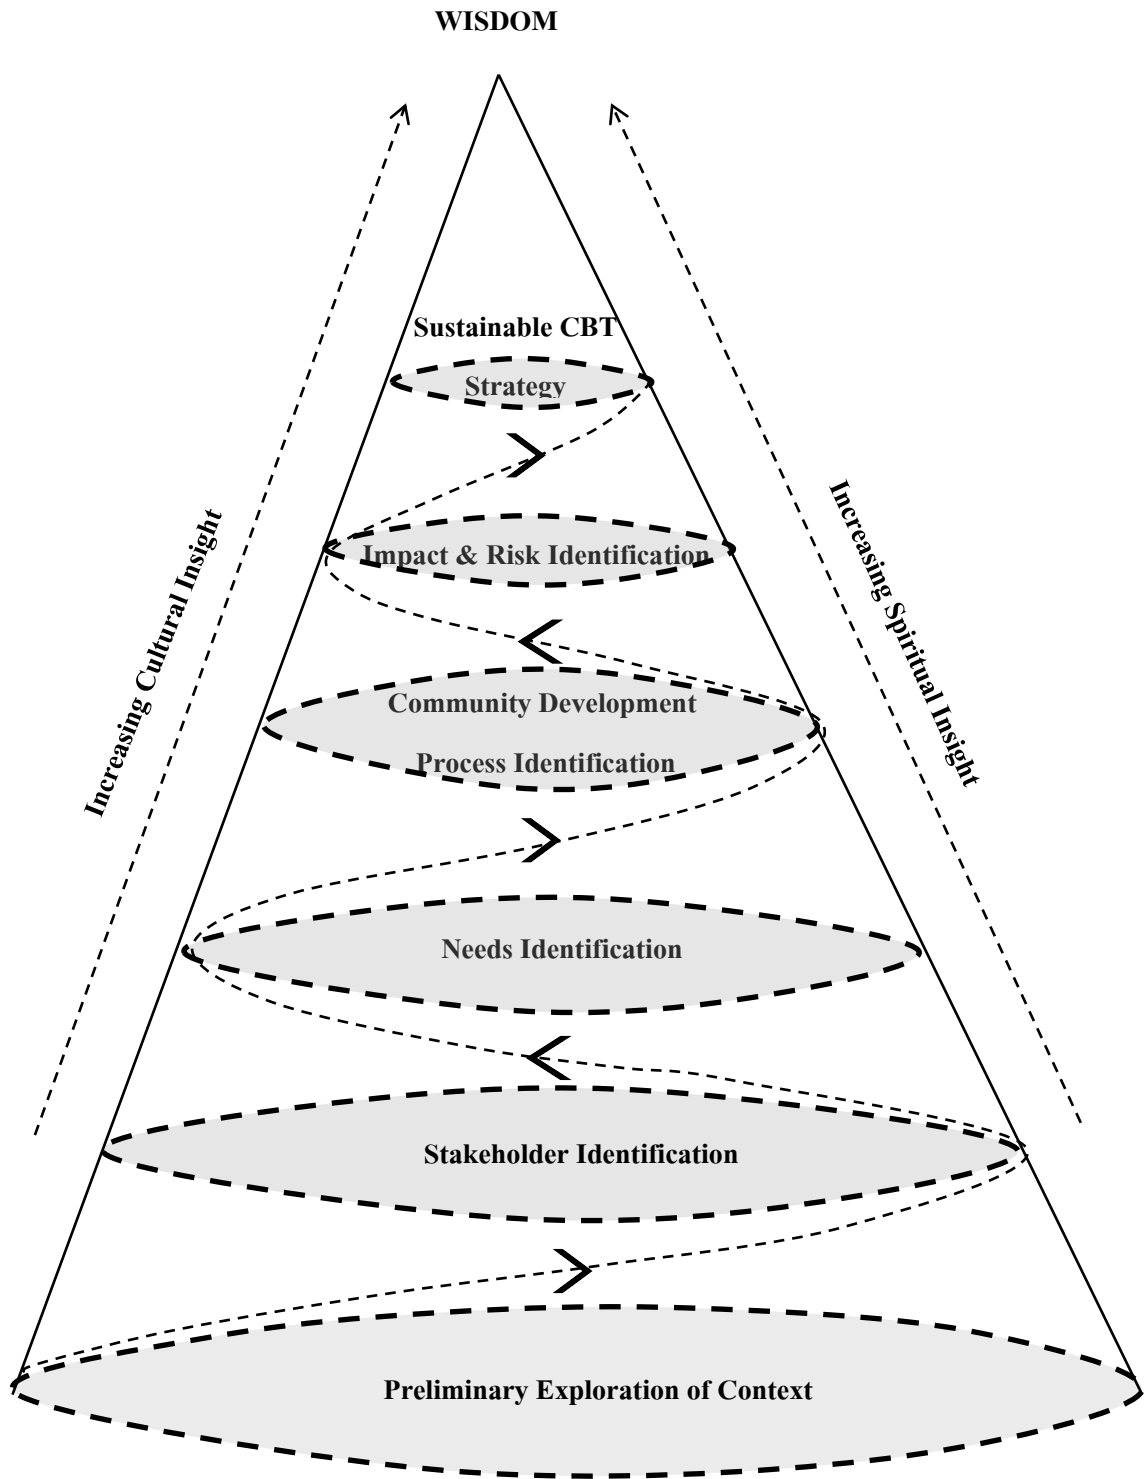 WISDOM
Sustainable CBT
Strategy
Impact & Risk Identification
Increasing Cultural Insight
Increasing Spiritual Insight
Community Development
Process Identification
Needs Identification
Stakeholder Identification
Preliminary Exploration of Context